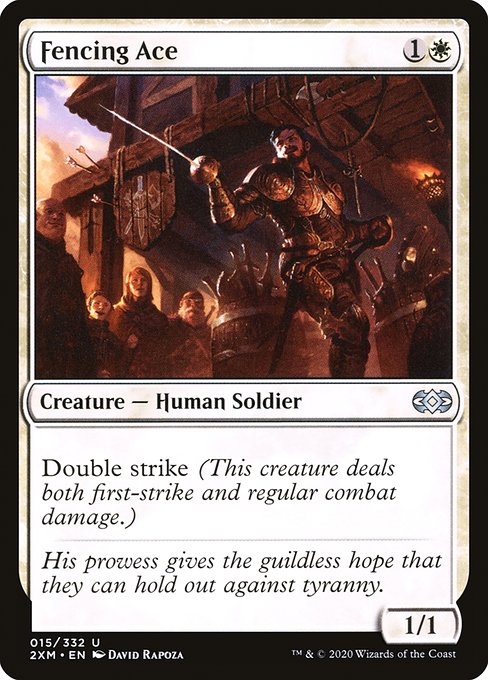 Fencing Ace 1
Creature — Human Soldier
Double strike (This creature deals
both first-strike and regular combat
damage.)
His prowess gives the guildless hope that
they can hold out against tyranny.
1/1
015/332 U
2XM • EN David Rapoza
™ & © 2020 Wizards of the Coast